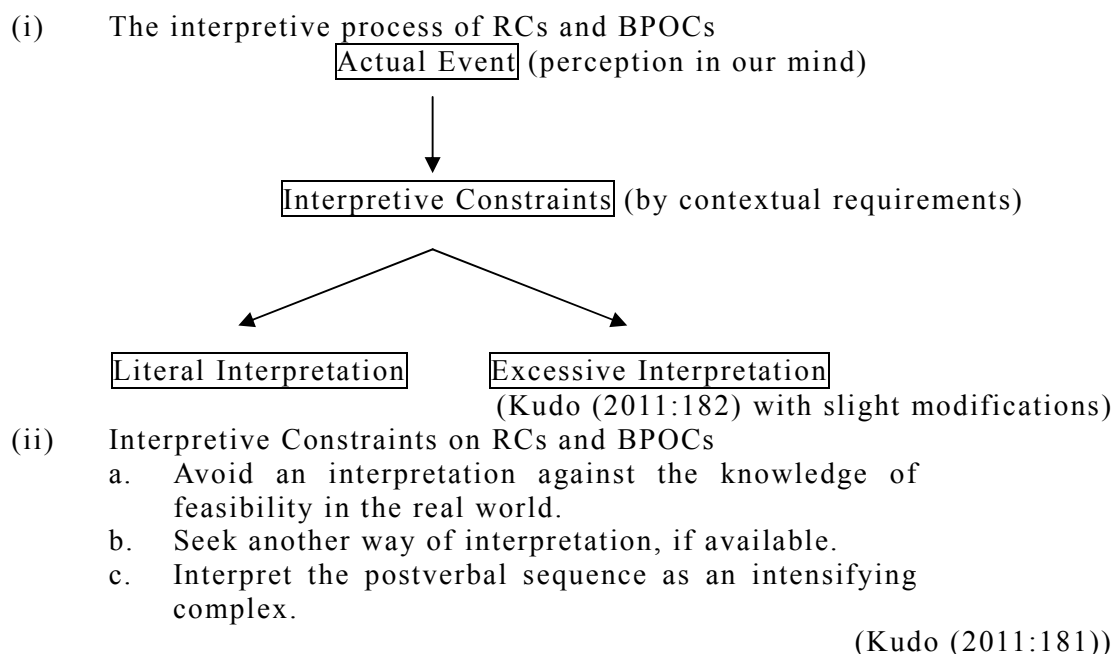 (i) The interpretive process of RCs and BPOCs
Actual Event (perception in our mind)
Interpretive Constraints (by contextual requirements)
Literal Interpretation Excessive Interpretation
(Kudo (2011:182) with slight modifications)
(ii) Interpretive Constraints on RCs and BPOCs
a. Avoid an interpretation against the knowledge of
feasibility in the real world.
b. Seek another way of interpretation, if available.
c. Interpret the postverbal sequence as an intensifying
complex.
(Kudo (2011:181))